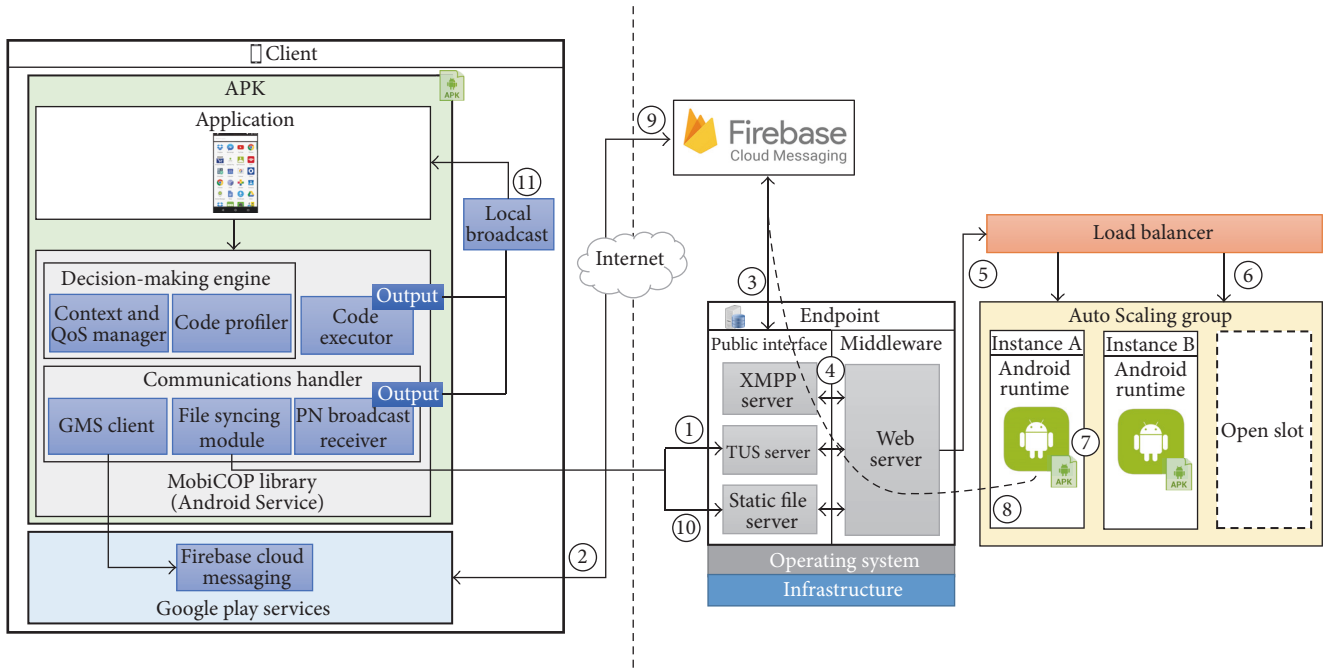 Client
APK
APK
Application
11
Local
broadcast
Decision-making engine
Context and
QoS manager
Code profiler
Output
Code
executor
Communications handler
Output
GMS client
File syncing
module
PN broadcast
receiver
MobiCOP library
(Android Service)
Firebase cloud
messaging
Google play services
2
Internet
9
Firebase
Cloud Messaging
3
1
10
Endpoint
Public interface
Middleware
XMPP
server
4
TUS server
Static file
server
Web
server
Operating system
Infrastructure
5
Load balancer
6
Auto Scaling group
Instance A
Android
runtime
APK
7
8
Instance B
Android
runtime
APK
Open slot